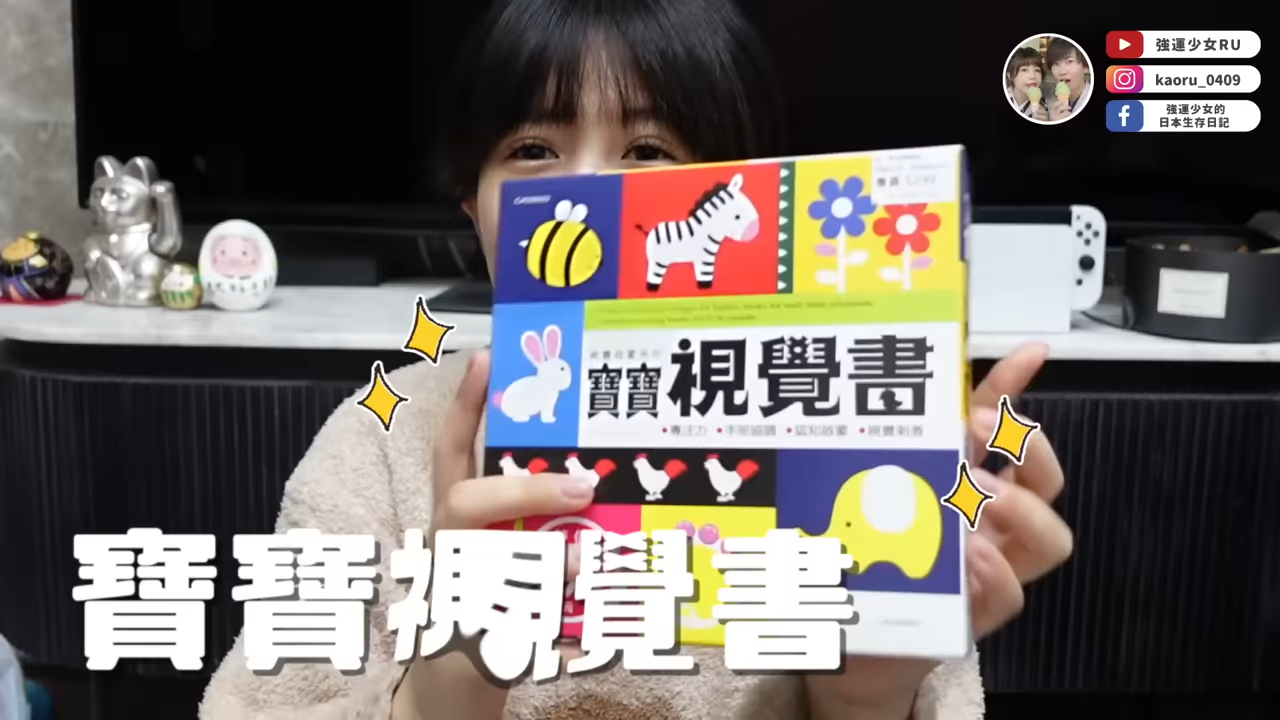 強運少女RU
kaoru_0409
強運少女的
日本生存日記
寶寶視覺書
•專注力 •手眼協調 •認知啟蒙 •視覺刺激
寶寶視覺書